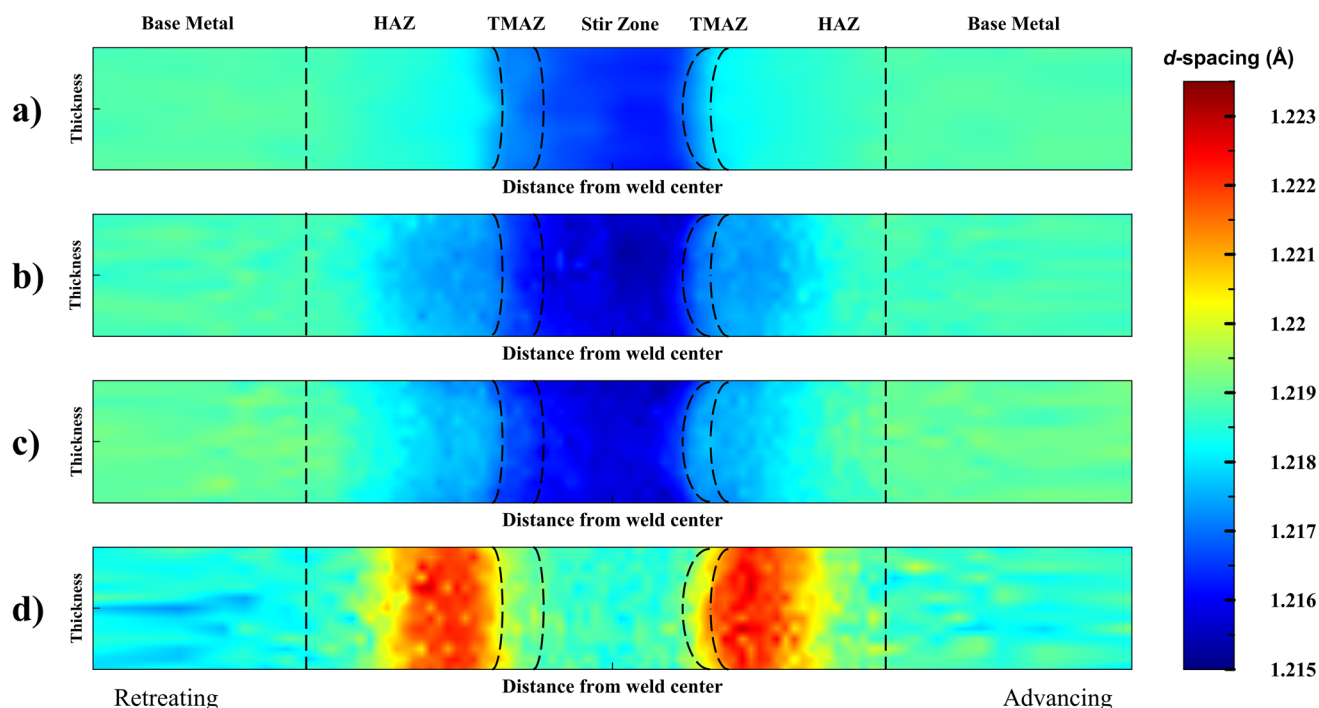 Base Metal HAZ TMAZ Stir Zone TMAZ HAZ Base Metal
d-spacing (Å)
a)
Thickness
Distance from weld center
b)
Thickness
Distance from weld center
c)
Thickness
Distance from weld center
d)
Thickness
Distance from weld center
Retreating
Advancing
1.223
1.222
1.221
1.22
1.219
1.218
1.217
1.216
1.215